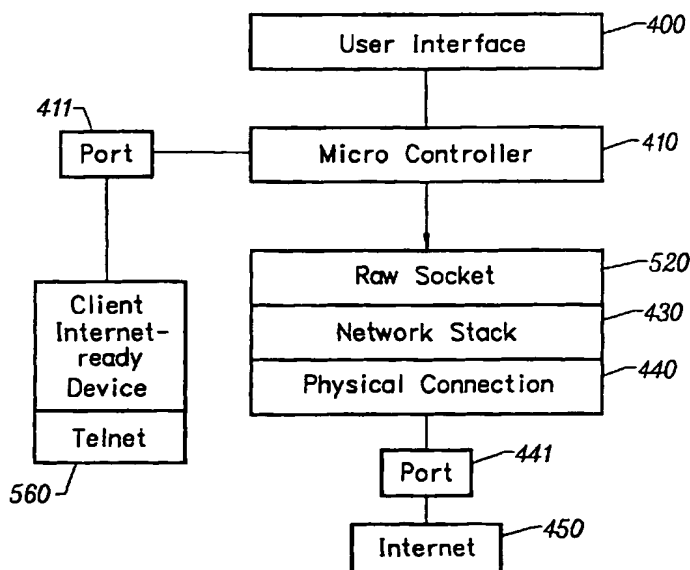 User Interface
400
411
Port
Micro Controller
410
Raw Socket
520
Client
Internet-
ready
Device
Network Stack
430
Physical Connection
440
Telnet
560
Port
441
Internet
450